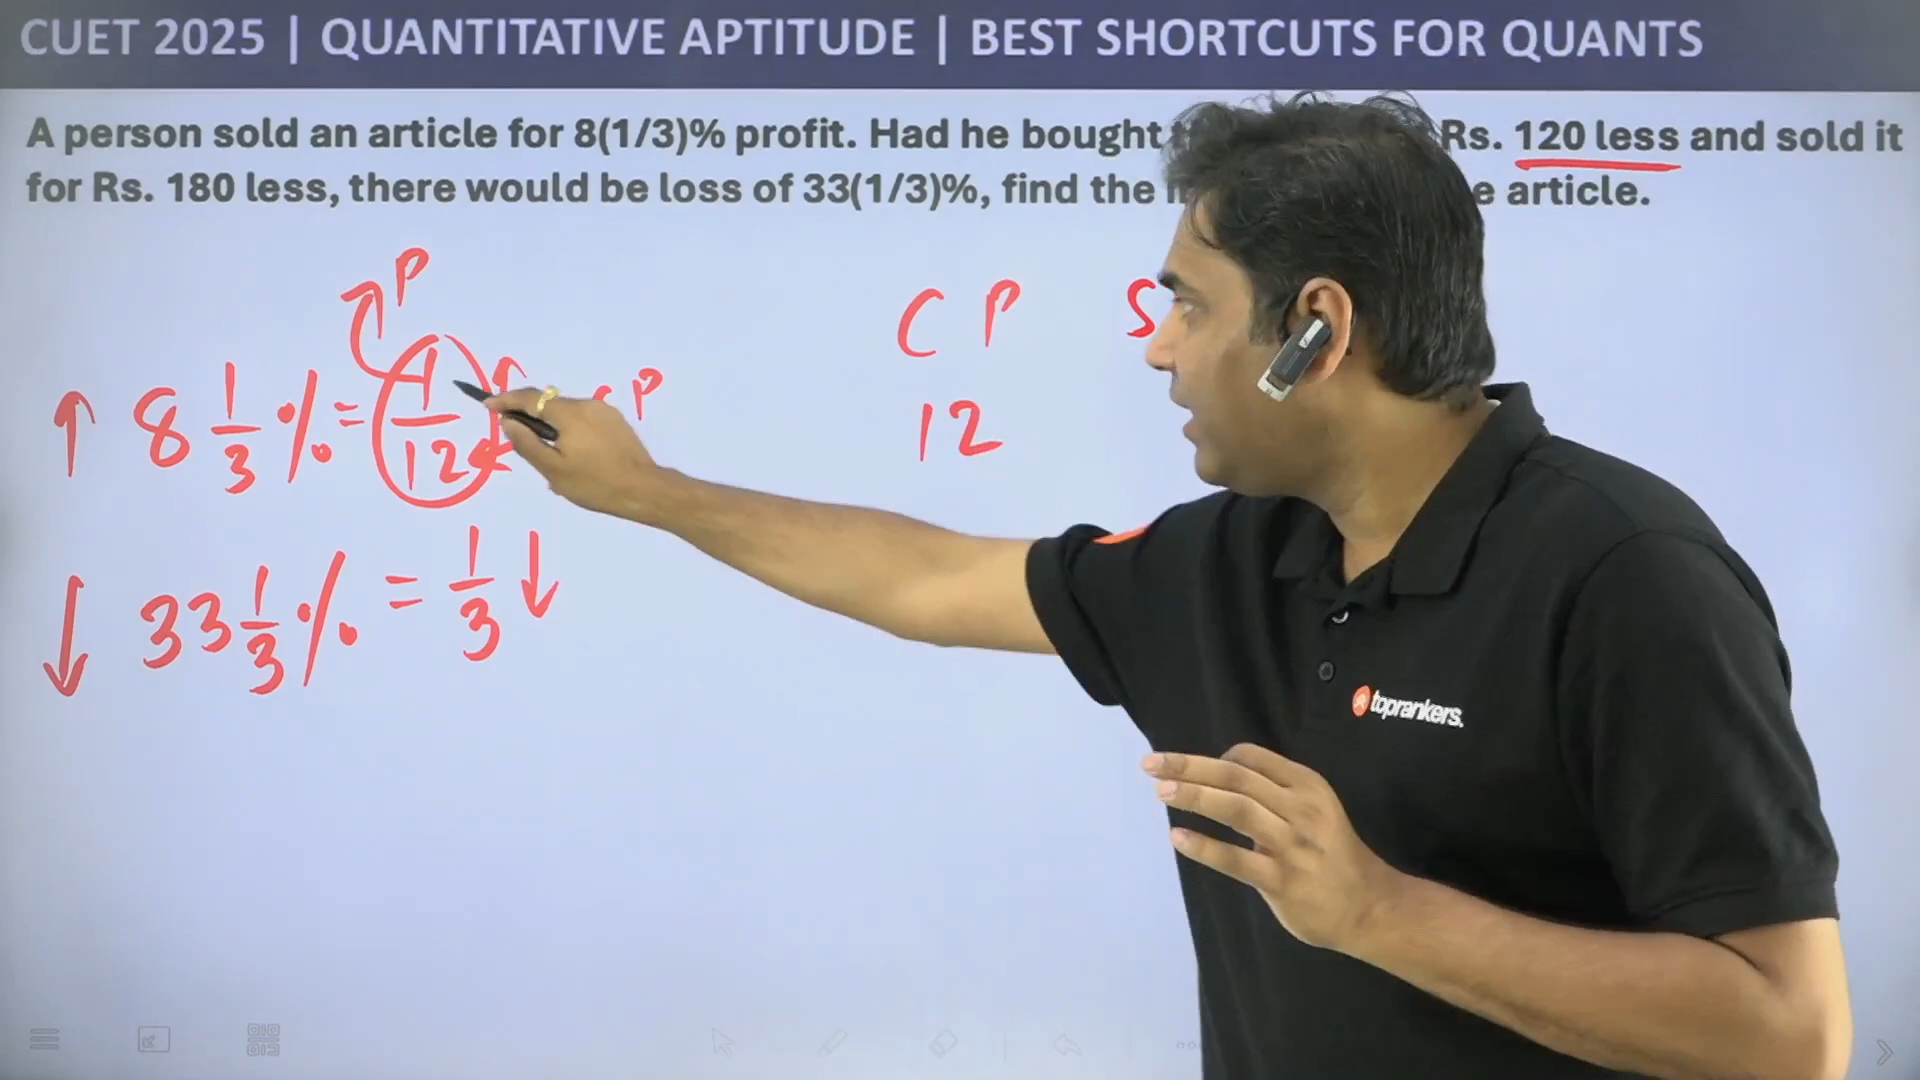 CUET 2025 | QUANTITATIVE APTITUDE | BEST SHORTCUTS FOR QUANTS
A person sold an article for 8(1/3)% profit. Had he bought Rs. 120 less and sold it
for Rs. 180 less, there would be loss of 33(1/3)%, find the article.
P
C P S
↑ 8 1/3 % = 1/12 ↑ P
12
↓ 33 1/3 % = 1/3 ↓
toprankers.